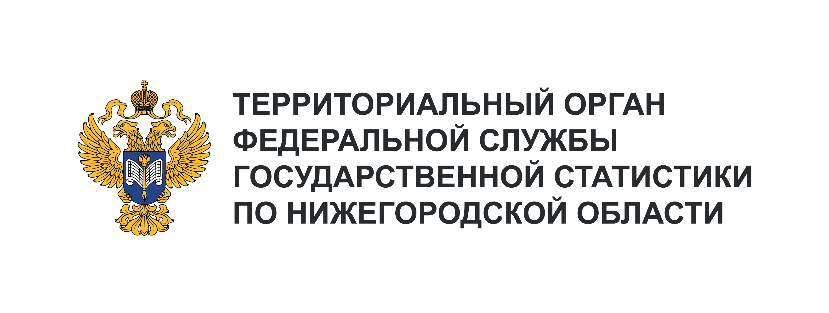 ТЕРРИТОРИАЛЬНЫЙ ОРГАН
ФЕДЕРАЛЬНОЙ СЛУЖБЫ
ГОСУДАРСТВЕННОЙ СТАТИСТИКИ
ПО НИЖЕГОРОДСКОЙ ОБЛАСТИ